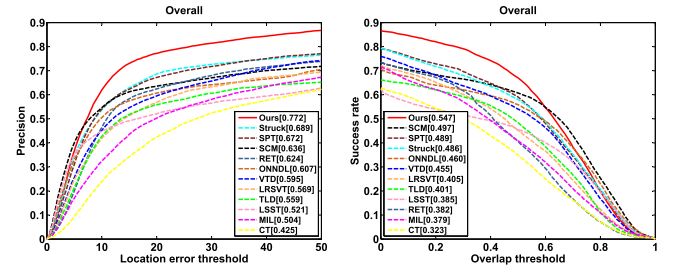 Overall
Precision
0.9
0.8
0.7
0.6
0.5
0.4
0.3
0.2
0.1
0
0 10 20 30 40 50
Location error threshold
Ours[0.772]
Struck[0.689]
SPT[0.672]
SCM[0.636]
RET[0.624]
ONNDL[0.607]
VTD[0.595]
LRSVT[0.569]
TLD[0.559]
LSST[0.521]
MIL[0.504]
CT[0.425]
Overall
Success rate
0.9
0.8
0.7
0.6
0.5
0.4
0.3
0.2
0.1
0
0 0.2 0.4 0.6 0.8 1
Overlap threshold
Ours[0.547]
SCM[0.497]
SPT[0.489]
Struck[0.486]
ONNDL[0.460]
VTD[0.455]
LRSVT[0.405]
TLD[0.401]
LSST[0.385]
RET[0.382]
MIL[0.379]
CT[0.323]